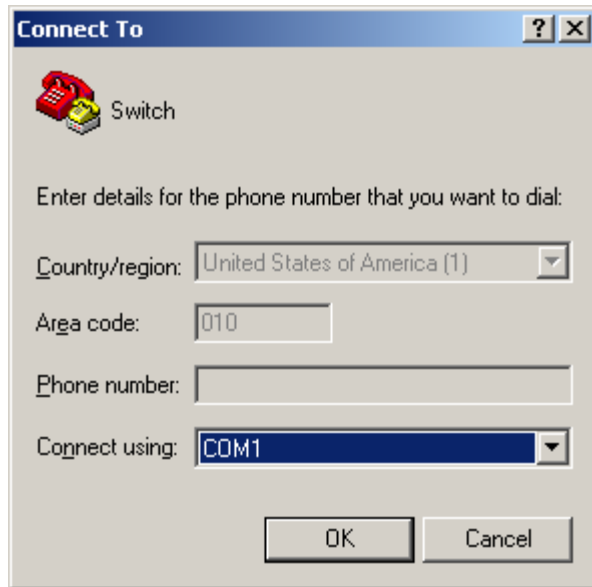 Connect To
Switch
Enter details for the phone number that you want to dial:
Country/region: United States of America (1)
Area code: 010
Phone number:
Connect using: COM1
OK Cancel